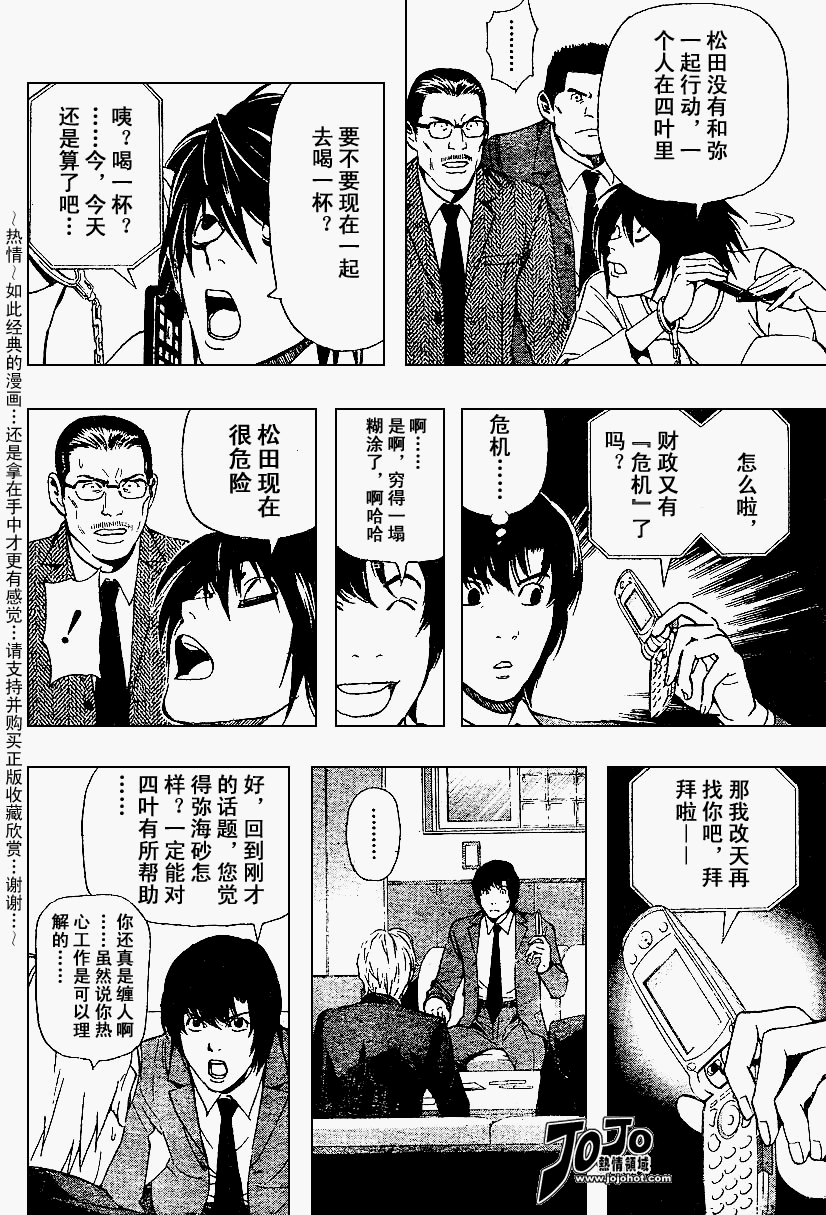 松田没有和弥
一起行动，一
个人在四叶里
……
要不要现在一起
去喝一杯？
咦？喝一杯？
……今，今天
还是算了吧…
怎么啦，
财政又有
『危机』了
吗？
危机……
啊……
是啊，穷得一塌
糊涂了，啊哈哈
松田现在
很危险
！
那我改天再
找你吧，拜
拜啦——
……
好，回到刚才
的话题，您觉
得弥海砂怎
样？一定能对
四叶有所帮助
……
你还真是缠人啊
……虽然说你热
心工作是可以理
解的……
～热情～如此经典的漫画…还是拿在手中才更有感觉…请支持并购买正版收藏欣赏…谢谢…～
JOJO
熱情領域
www.jojohot.com